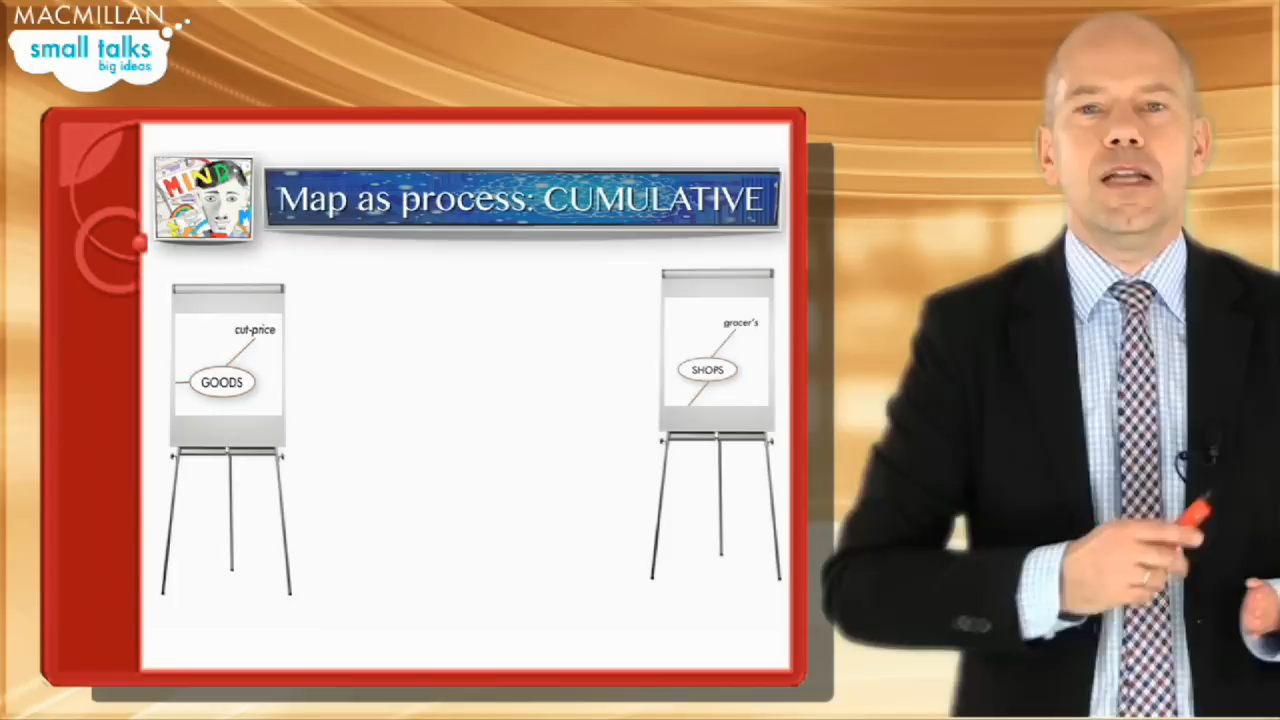 MACMILLAN
small talks
big ideas
MIND
Map as process: CUMULATIVE
cut-price
GOODS
grocer's
SHOPS